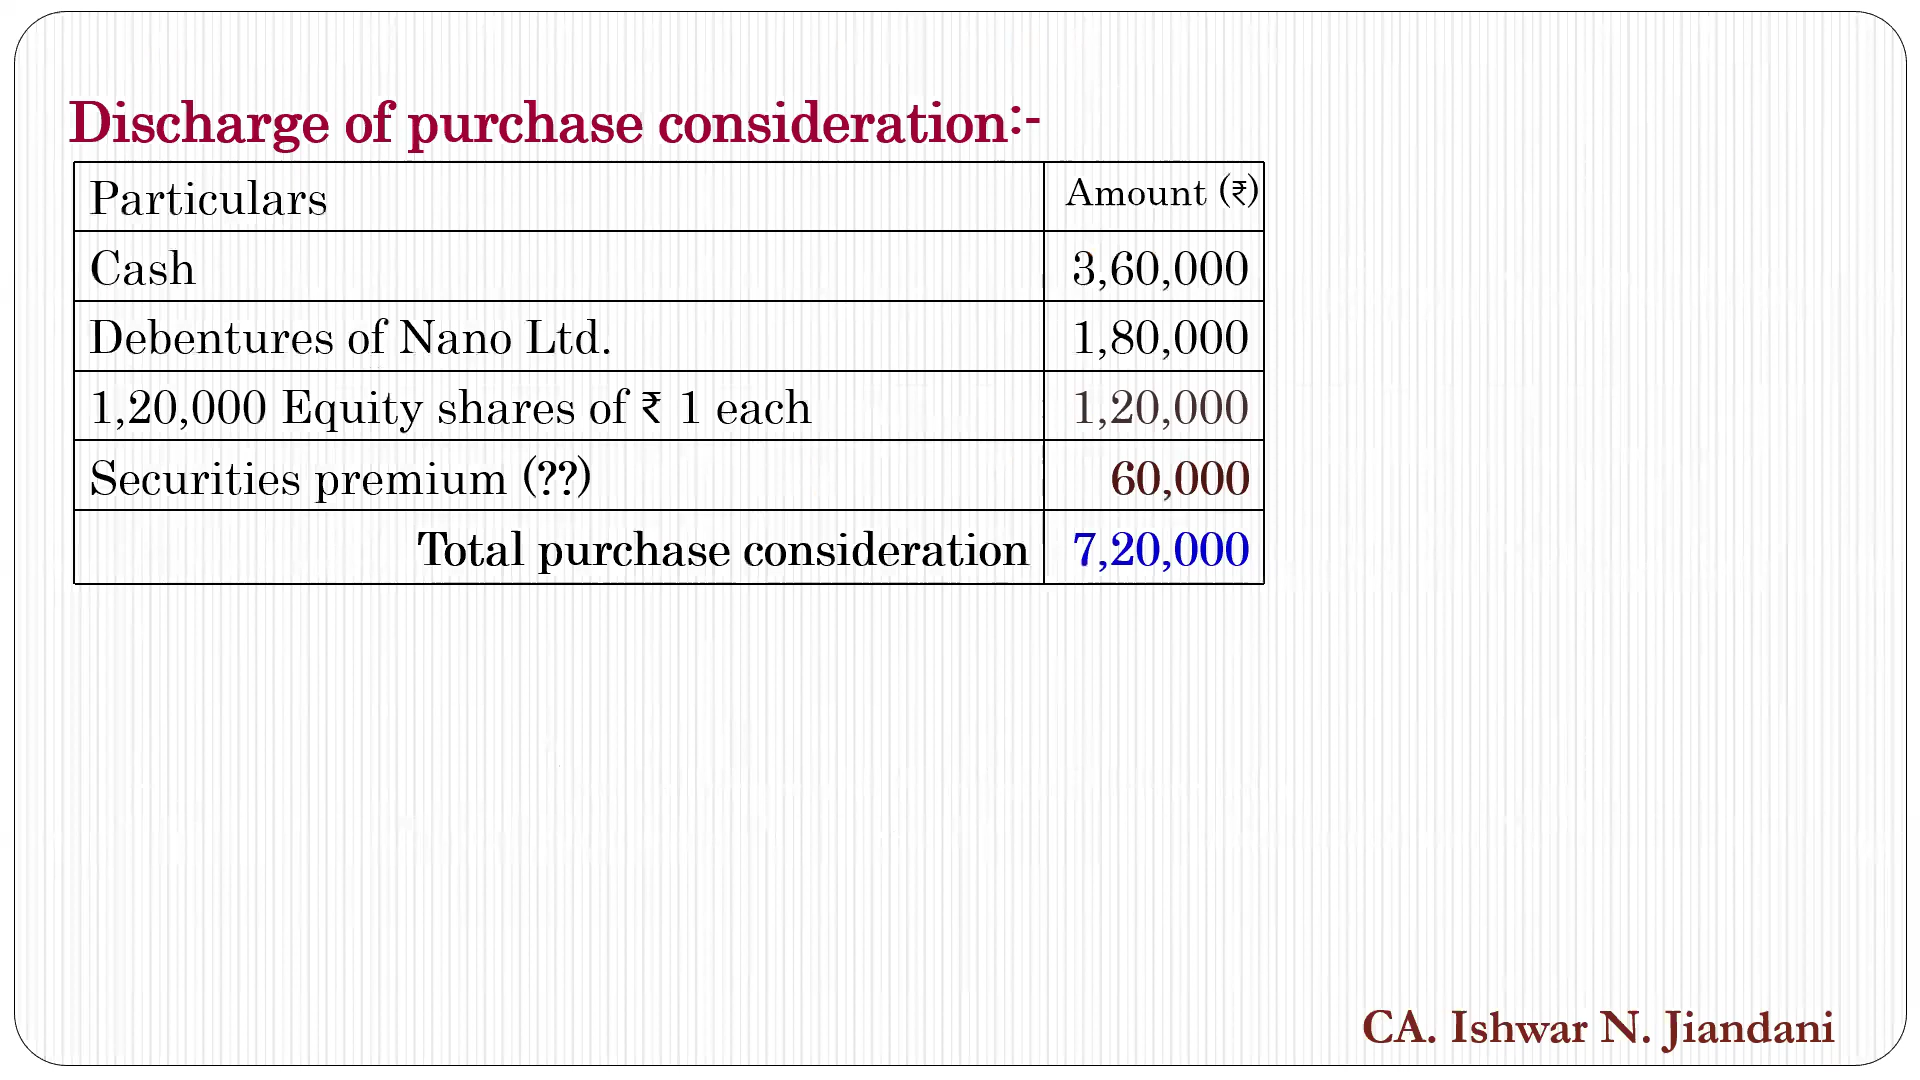 Discharge of purchase consideration:-
Particulars Amount (₹)
Cash 3,60,000
Debentures of Nano Ltd. 1,80,000
1,20,000 Equity shares of ₹ 1 each 1,20,000
Securities premium (??) 60,000
Total purchase consideration 7,20,000
CA. Ishwar N. Jiandani